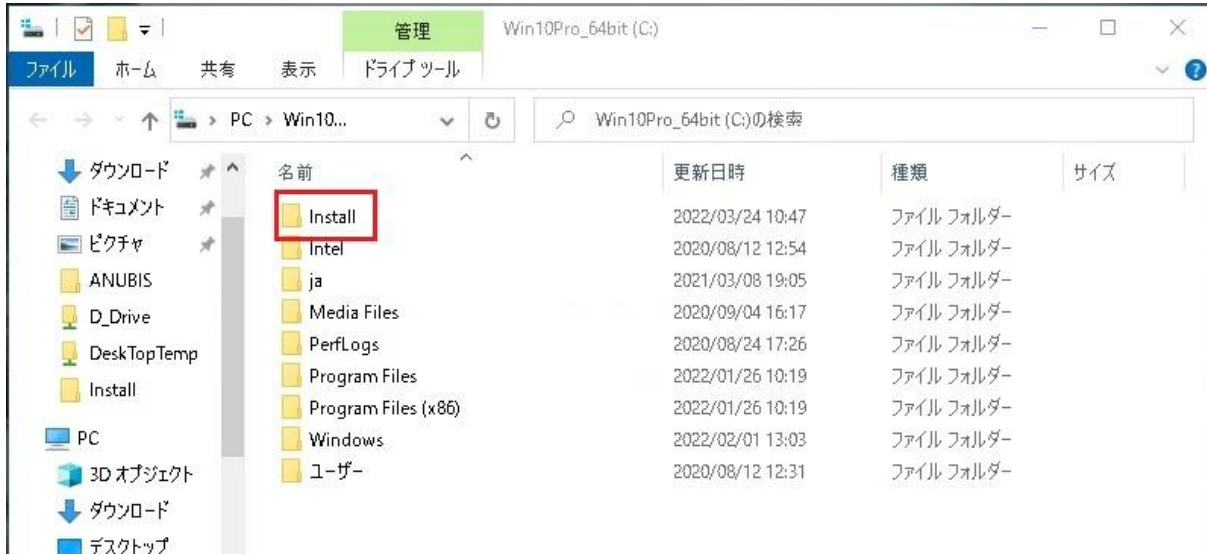 管理 Win10Pro_64bit (C:)
ファイル ホーム 共有 表示 ドライブ ツール
PC > Win10... Win10Pro_64bit (C:)の検索
ダウンロード
ドキュメント
ピクチャ
ANUBIS
D_Drive
DeskTopTemp
Install
PC
3D オブジェクト
ダウンロード
デスクトップ
名前 更新日時 種類 サイズ
Install 2022/03/24 10:47 ファイル フォルダー
Intel 2020/08/12 12:54 ファイル フォルダー
ja 2021/03/08 19:05 ファイル フォルダー
Media Files 2020/09/04 16:17 ファイル フォルダー
PerfLogs 2020/08/24 17:26 ファイル フォルダー
Program Files 2022/01/26 10:19 ファイル フォルダー
Program Files (x86) 2022/01/26 10:19 ファイル フォルダー
Windows 2022/02/01 13:03 ファイル フォルダー
ユーザー 2020/08/12 12:31 ファイル フォルダー